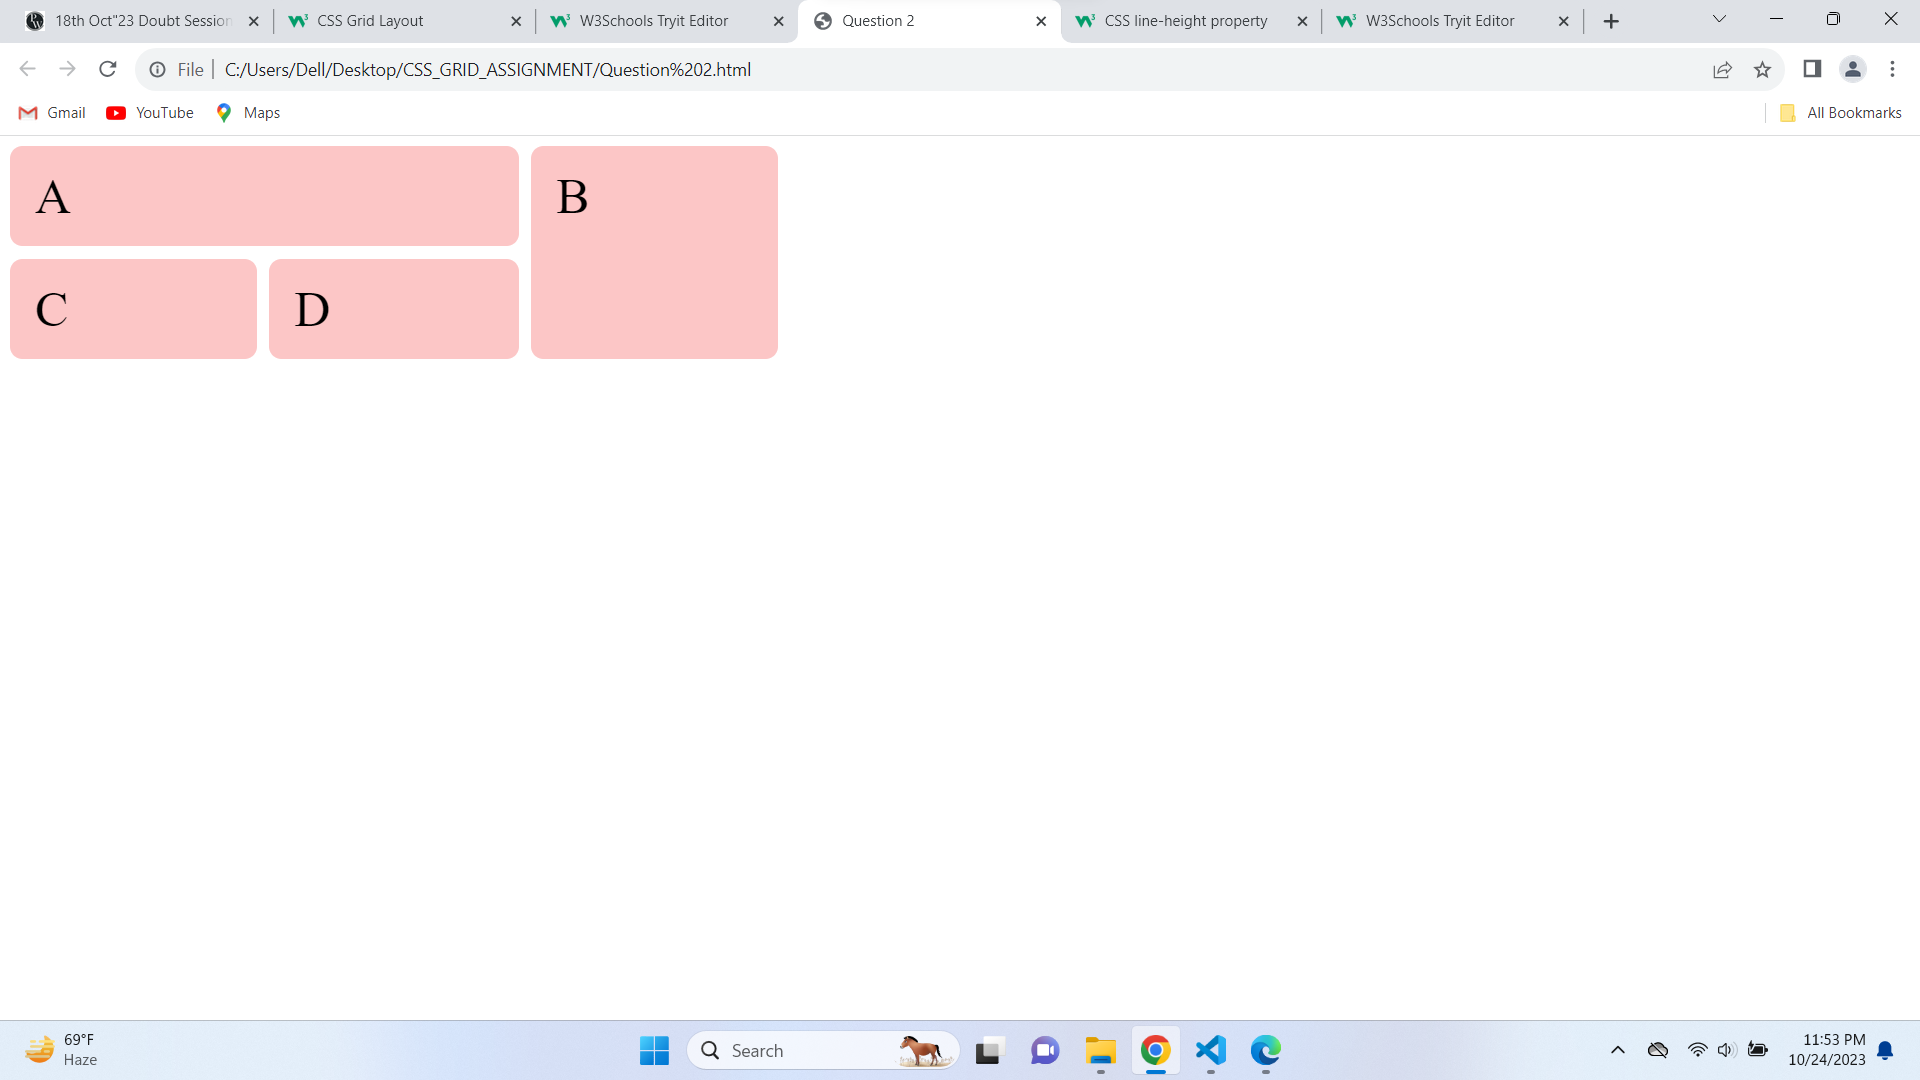 18th Oct"23 Doubt Session
CSS Grid Layout
W3Schools Tryit Editor
Question 2
CSS line-height property
W3Schools Tryit Editor
File
C:/Users/Dell/Desktop/CSS_GRID_ASSIGNMENT/Question%202.html
Gmail
YouTube
Maps
All Bookmarks
A
B
C
D
69°F
Haze
Search
11:53 PM
10/24/2023